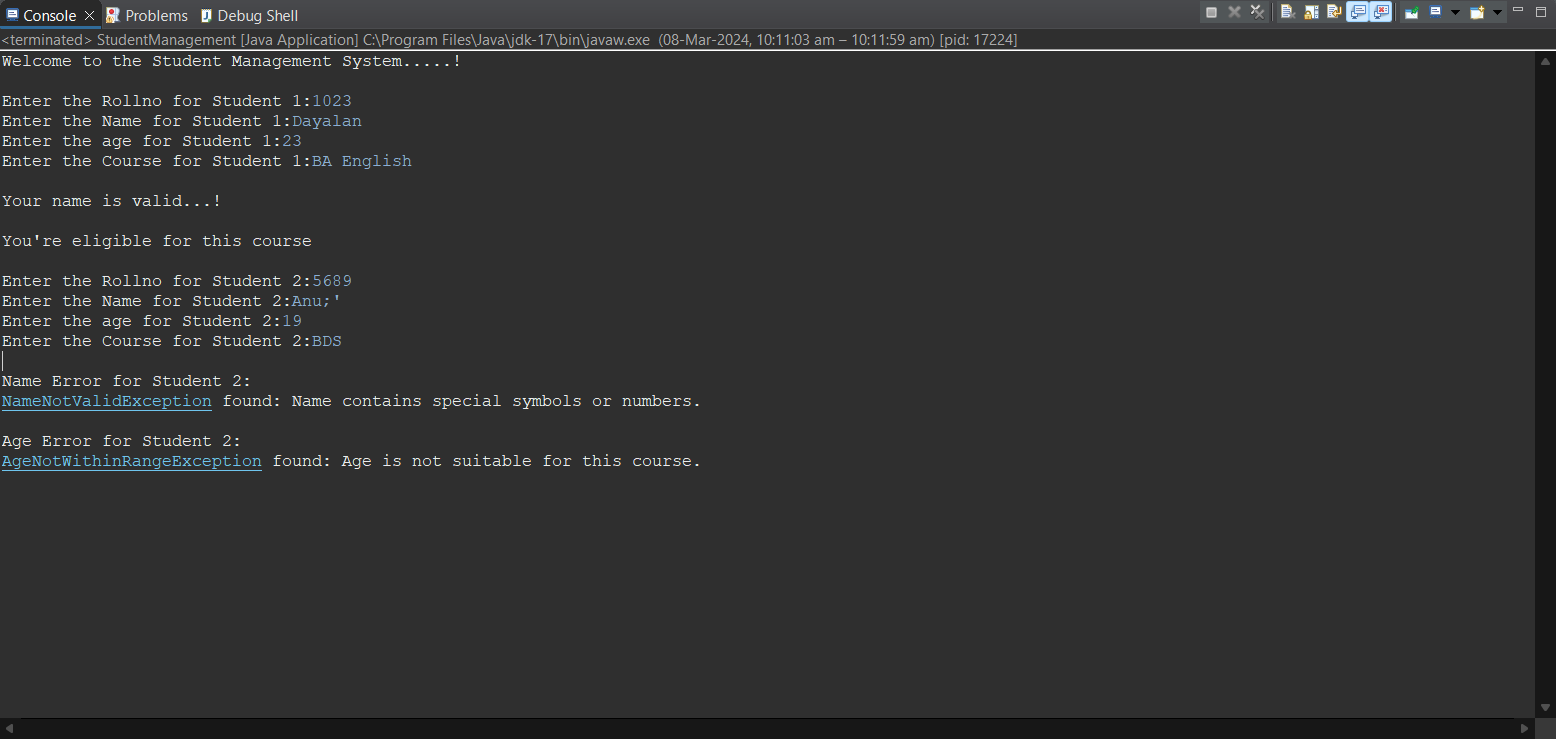 Console Problems Debug Shell
<terminated> StudentManagement [Java Application] C:\Program Files\Java\jdk-17\bin\javaw.exe (08-Mar-2024, 10:11:03 am – 10:11:59 am) [pid: 17224]
Welcome to the Student Management System.....!
Enter the Rollno for Student 1:1023
Enter the Name for Student 1:Dayalan
Enter the age for Student 1:23
Enter the Course for Student 1:BA English
Your name is valid...!
You're eligible for this course
Enter the Rollno for Student 2:5689
Enter the Name for Student 2:Anu;'
Enter the age for Student 2:19
Enter the Course for Student 2:BDS
Name Error for Student 2:
NameNotValidException found: Name contains special symbols or numbers.
Age Error for Student 2:
AgeNotWithinRangeException found: Age is not suitable for this course.